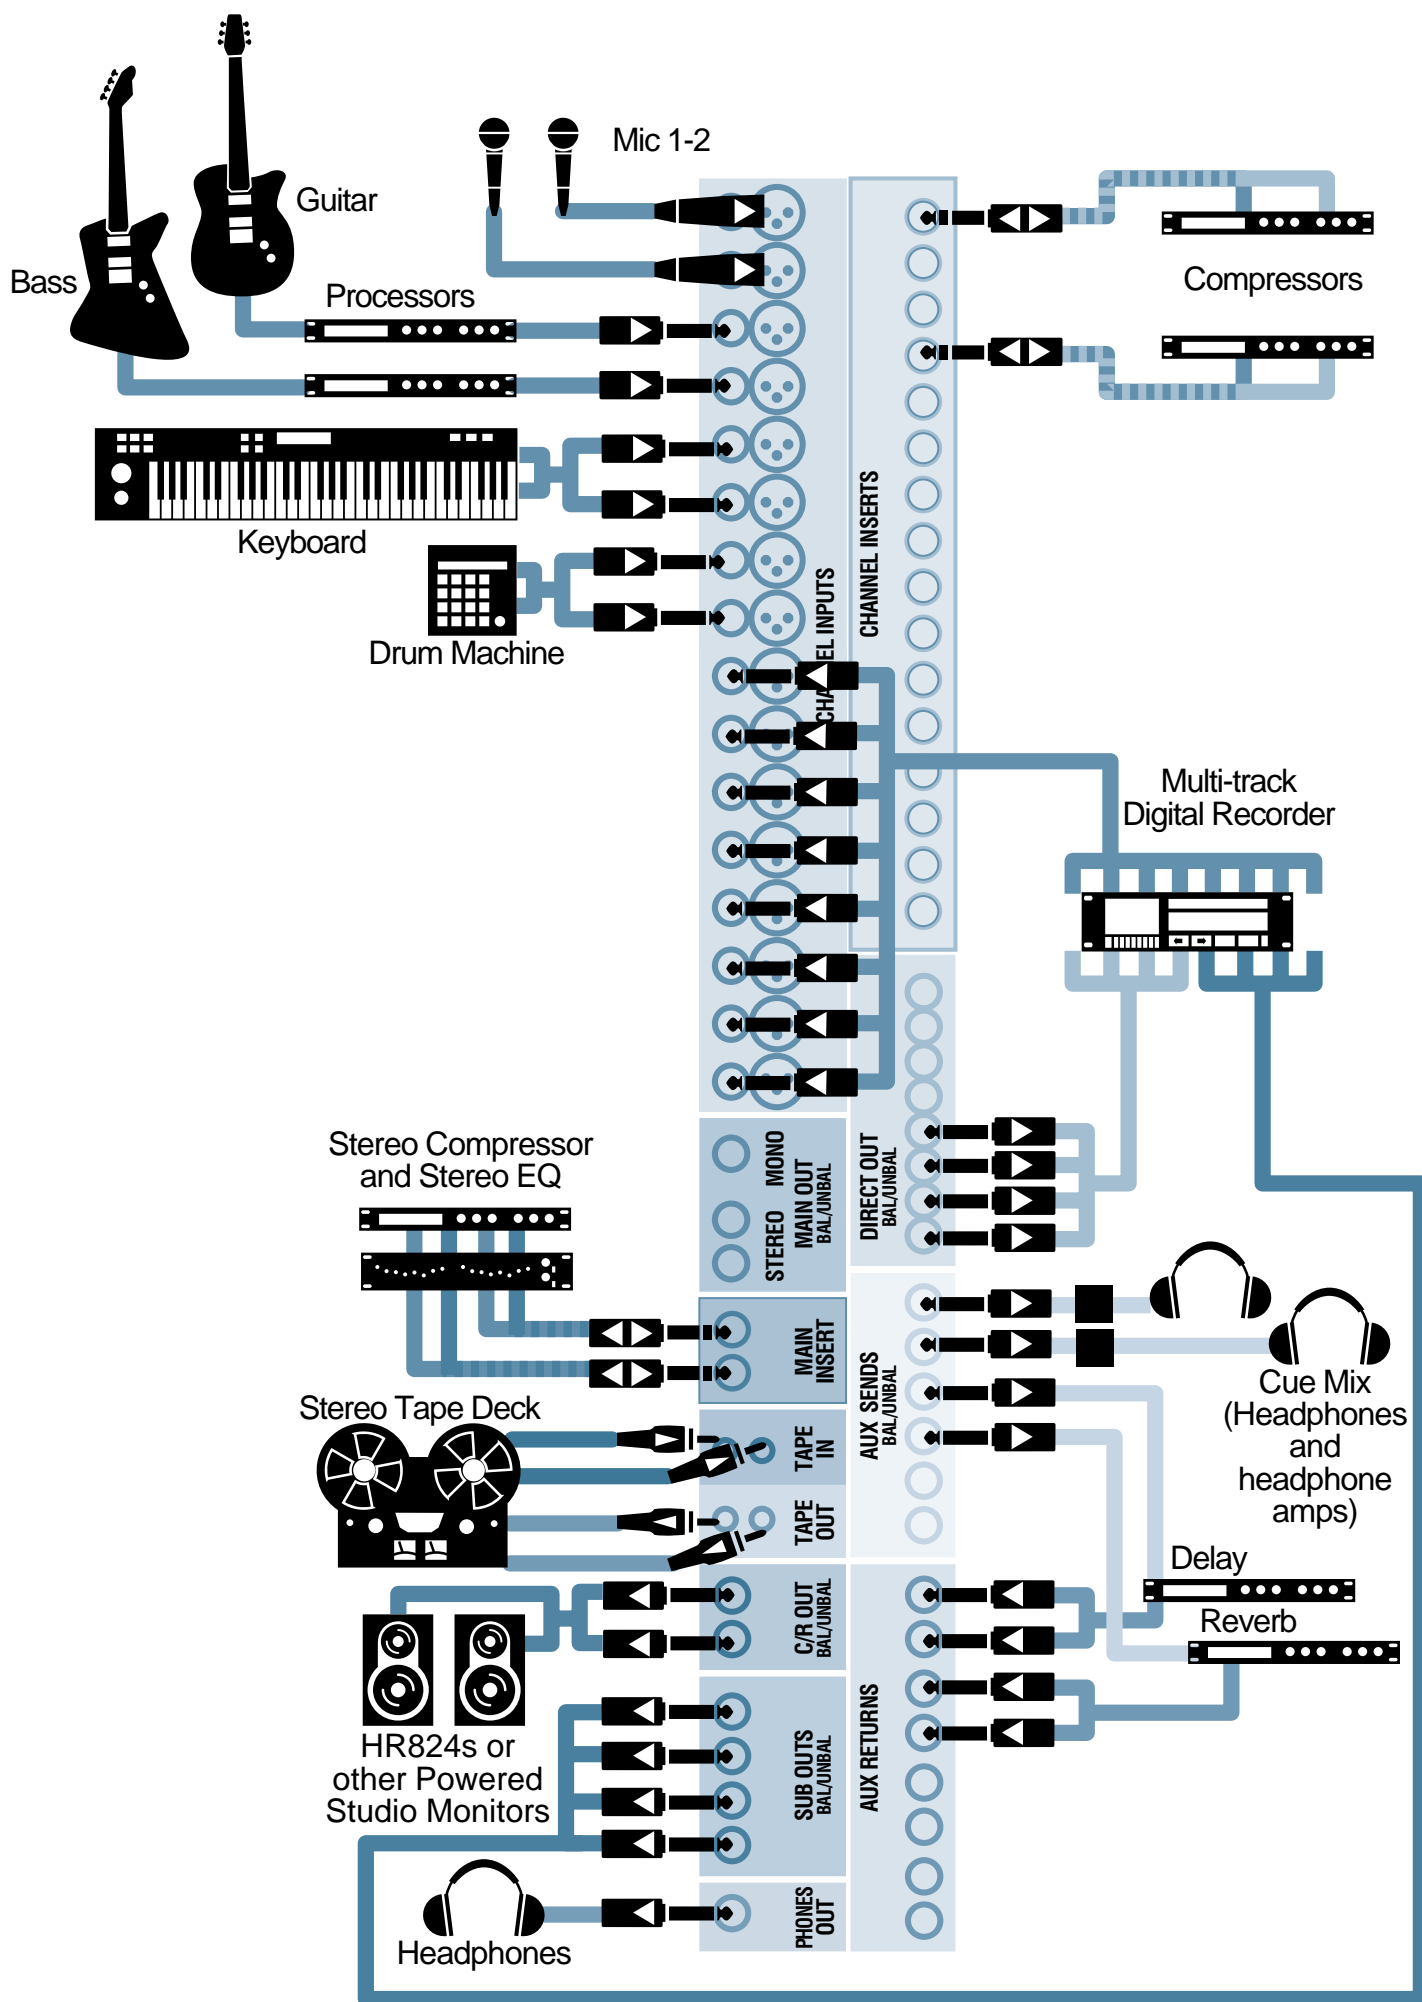 Mic 1-2
Guitar
Bass
Processors
Compressors
Keyboard
Drum Machine
CHANNEL INPUTS
CHANNEL INSERTS
Multi-track
Digital Recorder
Stereo Compressor
and Stereo EQ
MONO
STEREO
MAIN OUT
BAL/UNBAL
DIRECT OUT
BAL/UNBAL
MAIN
INSERT
AUX SENDS
BAL/UNBAL
Cue Mix
(Headphones
and
headphone
amps)
Stereo Tape Deck
TAPE
IN
TAPE
OUT
Delay
Reverb
C/R OUT
BAL/UNBAL
HR824s or
other Powered
Studio Monitors
SUB OUTS
BAL/UNBAL
AUX RETURNS
PHONES
OUT
Headphones